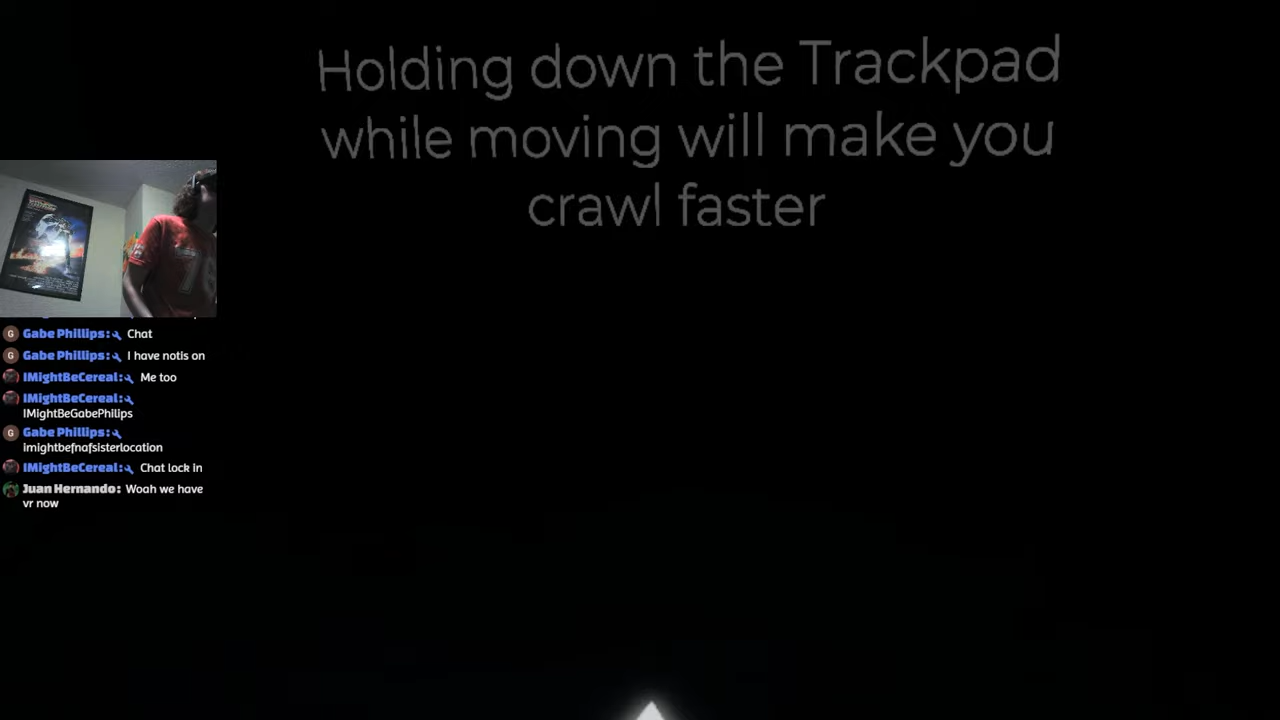 Holding down the Trackpad
while moving will make you
crawl faster
Gabe Phillips: Chat
Gabe Phillips: I have notis on
IMightBeCereal: Me too
IMightBeCereal:
IMightBeGabePhilips
Gabe Phillips:
imightbefnafsisterlocation
IMightBeCereal: Chat lock in
Juan Hernando: Woah we have
vr now